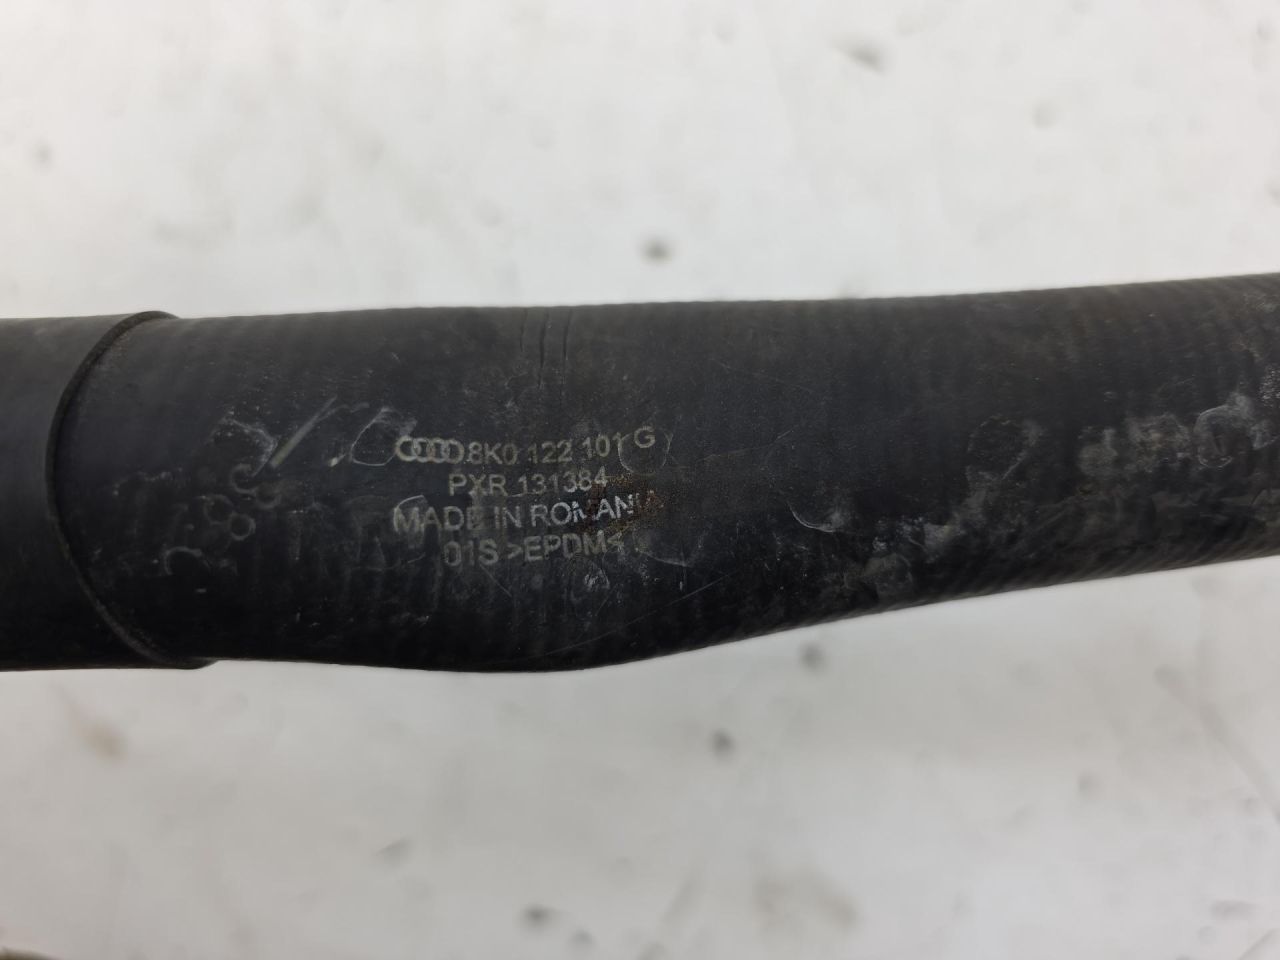 8K0 122 101 G
PXR 131384
MADE IN ROMANIA
01S >EPDM<